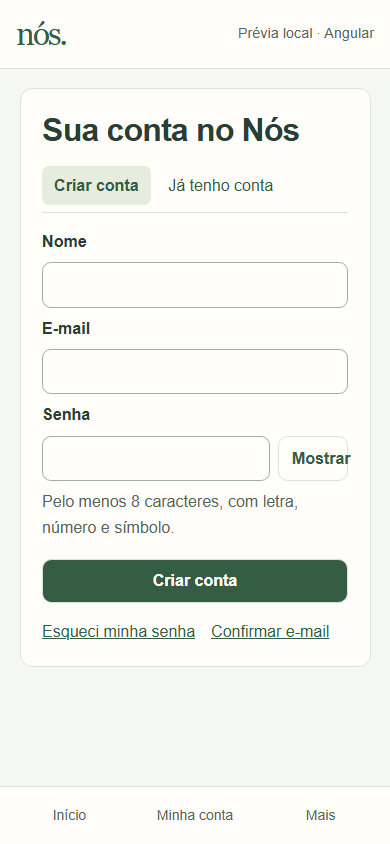 nós.
Prévia local · Angular
Sua conta no Nós
Criar conta
Já tenho conta
Nome
E-mail
Senha
Mostrar
Pelo menos 8 caracteres, com letra,
número e símbolo.
Criar conta
Esqueci minha senha
Confirmar e-mail
Início
Minha conta
Mais